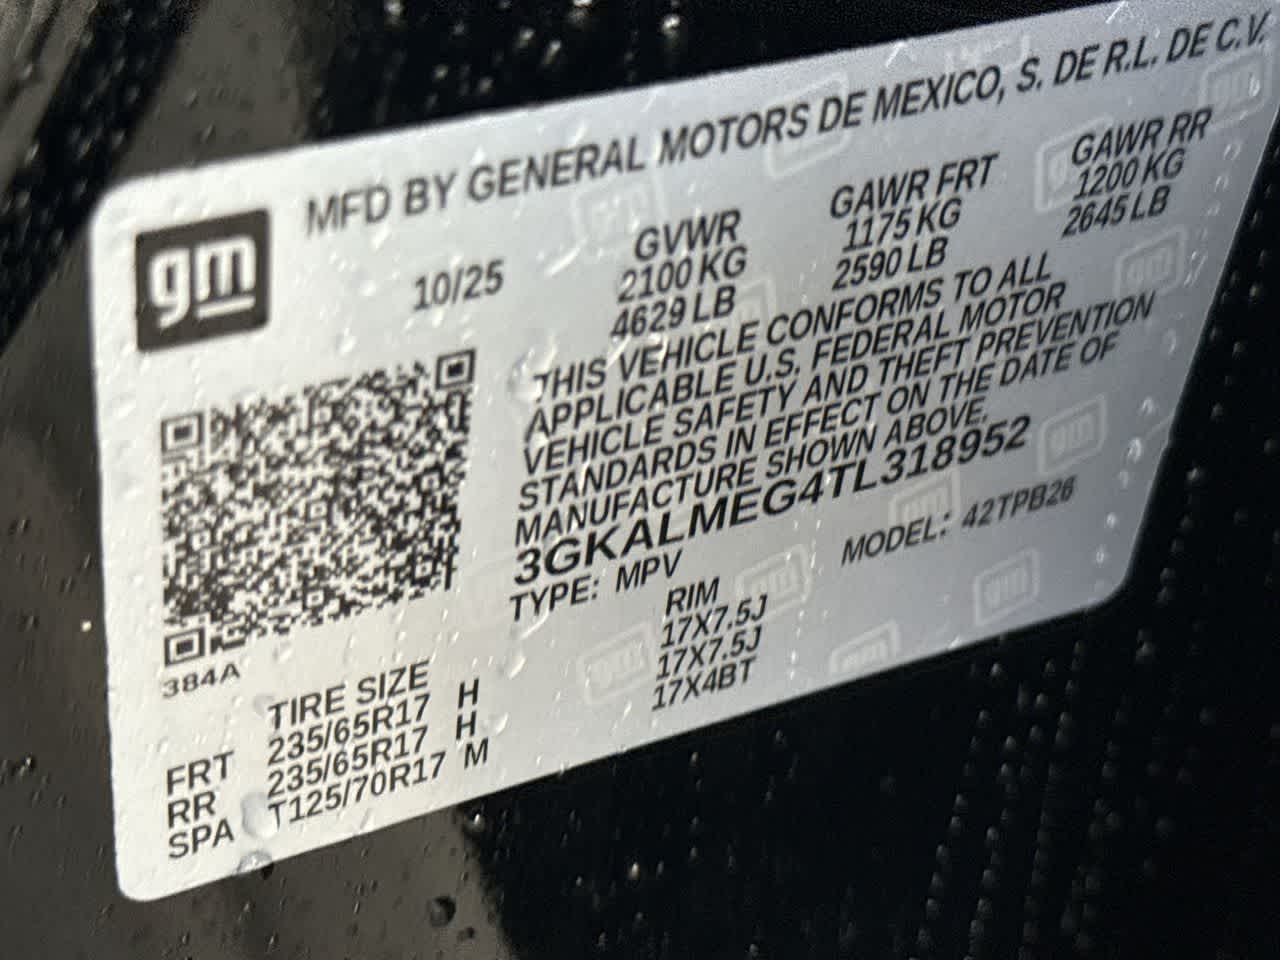 MFD BY GENERAL MOTORS DE MEXICO, S. DE R.L. DE C.V.
gm
10/25
GVWR
2100 KG
4629 LB
GAWR FRT
1175 KG
2590 LB
GAWR RR
1200 KG
2645 LB
THIS VEHICLE CONFORMS TO ALL
APPLICABLE U.S. FEDERAL MOTOR
VEHICLE SAFETY AND THEFT PREVENTION
STANDARDS IN EFFECT ON THE DATE OF
MANUFACTURE SHOWN ABOVE.
3GKALMEG4TL318952
TYPE: MPV
MODEL: 42TPB26
384A
TIRE SIZE RIM
FRT 235/65R17 H 17X7.5J
RR 235/65R17 H 17X7.5J
SPA T125/70R17 M 17X4BT